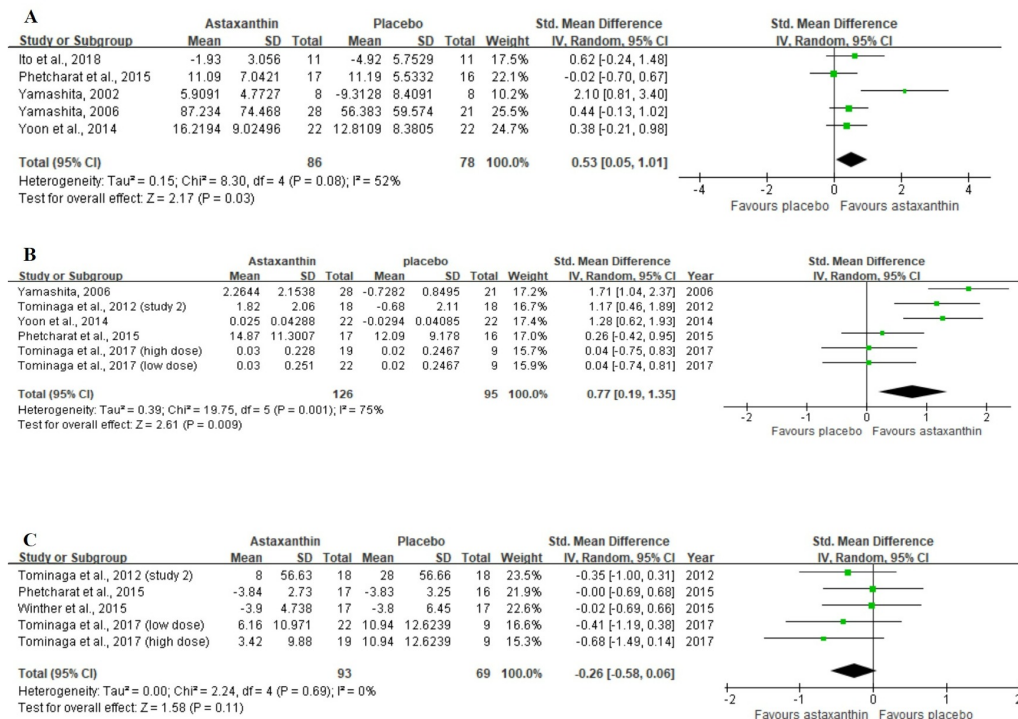 A
Astaxanthin Placebo Std. Mean Difference Std. Mean Difference
Study or Subgroup Mean SD Total Mean SD Total Weight IV, Random, 95% CI IV, Random, 95% CI
Ito et al., 2018 -1.93 3.056 11 -4.92 5.7529 11 17.5% 0.62 [-0.24, 1.48]
Phetcharat et al., 2015 11.09 7.0421 17 11.19 5.5332 16 22.1% -0.02 [-0.70, 0.67]
Yamashita, 2002 5.9091 4.7727 8 -9.3128 8.4091 8 10.2% 2.10 [0.81, 3.40]
Yamashita, 2006 87.234 74.468 28 56.383 59.574 21 25.5% 0.44 [-0.13, 1.02]
Yoon et al., 2014 16.2194 9.02496 22 12.8109 8.3805 22 24.7% 0.38 [-0.21, 0.98]
Total (95% CI) 86 78 100.0% 0.53 [0.05, 1.01]
Heterogeneity: Tau² = 0.15; Chi² = 8.30, df = 4 (P = 0.08); I² = 52%
Test for overall effect: Z = 2.17 (P = 0.03)
-4 -2 0 2 4
Favours placebo Favours astaxanthin
B
Astaxanthin placebo Std. Mean Difference Std. Mean Difference
Study or Subgroup Mean SD Total Mean SD Total Weight IV, Random, 95% CI Year IV, Random, 95% CI
Yamashita, 2006 2.2644 2.1538 28 -0.7282 0.8495 21 17.2% 1.71 [1.04, 2.37] 2006
Tominaga et al., 2012 (study 2) 1.82 2.06 18 -0.68 2.11 18 16.7% 1.17 [0.46, 1.89] 2012
Yoon et al., 2014 0.025 0.04288 22 -0.0294 0.04085 22 17.4% 1.28 [0.62, 1.93] 2014
Phetcharat et al., 2015 14.87 11.3007 17 12.09 9.178 16 17.0% 0.26 [-0.42, 0.95] 2015
Tominaga et al., 2017 (high dose) 0.03 0.228 19 0.02 0.2467 9 15.7% 0.04 [-0.75, 0.83] 2017
Tominaga et al., 2017 (low dose) 0.03 0.251 22 0.02 0.2467 9 15.9% 0.04 [-0.74, 0.81] 2017
Total (95% CI) 126 95 100.0% 0.77 [0.19, 1.35]
Heterogeneity: Tau² = 0.39; Chi² = 19.75, df = 5 (P = 0.001); I² = 75%
Test for overall effect: Z = 2.61 (P = 0.009)
-2 -1 0 1 2
Favours placebo Favours astaxanthin
C
Astaxanthin Placebo Std. Mean Difference Std. Mean Difference
Study or Subgroup Mean SD Total Mean SD Total Weight IV, Random, 95% CI Year IV, Random, 95% CI
Tominaga et al., 2012 (study 2) 8 56.63 18 28 56.66 18 23.5% -0.35 [-1.00, 0.31] 2012
Phetcharat et al., 2015 -3.84 2.73 17 -3.83 3.25 16 21.9% -0.00 [-0.69, 0.68] 2015
Winther et al., 2015 -3.9 4.738 17 -3.8 6.45 17 22.6% -0.02 [-0.69, 0.66] 2015
Tominaga et al., 2017 (low dose) 6.16 10.971 22 10.94 12.6239 9 16.6% -0.41 [-1.19, 0.38] 2017
Tominaga et al., 2017 (high dose) 3.42 9.88 19 10.94 12.6239 9 15.3% -0.68 [-1.49, 0.14] 2017
Total (95% CI) 93 69 100.0% -0.26 [-0.58, 0.06]
Heterogeneity: Tau² = 0.00; Chi² = 2.24, df = 4 (P = 0.69); I² = 0%
Test for overall effect: Z = 1.58 (P = 0.11)
-2 -1 0 1 2
Favours astaxanthin Favours placebo